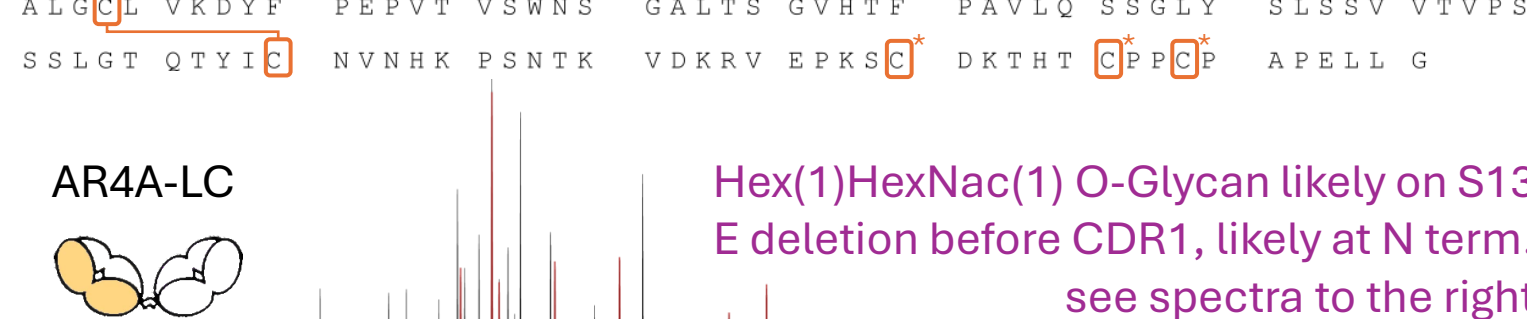 A L G C L V K D Y F P E P V T V S W N S G A L T S G V H T F P A V L Q S S G L Y S L S S V V T V P S
S S L G T Q T Y I C N V N H K P S N T K V D K R V E P K S C* D K T H T C*P P C*P A P E L L G
AR4A-LC
Hex(1)HexNac(1) O-Glycan likely on S13
E deletion before CDR1, likely at N term.
see spectra to the right